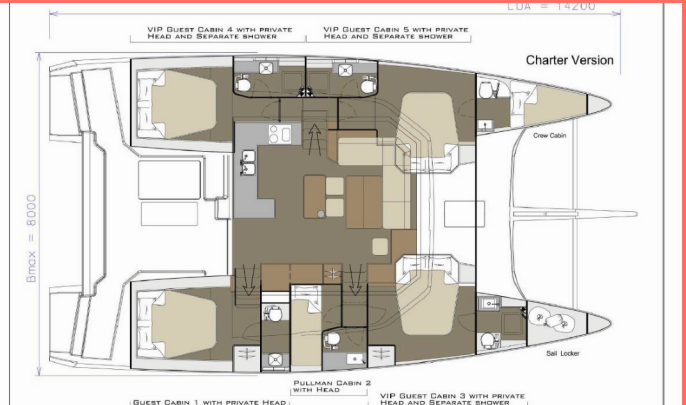 LOA = 14200
VIP Guest Cabin 4 with private
Head and Separate shower
VIP Guest Cabin 5 with private
Head and Separate shower
Charter Version
Crew Cabin
Bmax = 8000
Sail Locker
Pullman Cabin 2
with Head
Guest Cabin 1 with private Head
VIP Guest Cabin 3 with private
Head and Separate shower